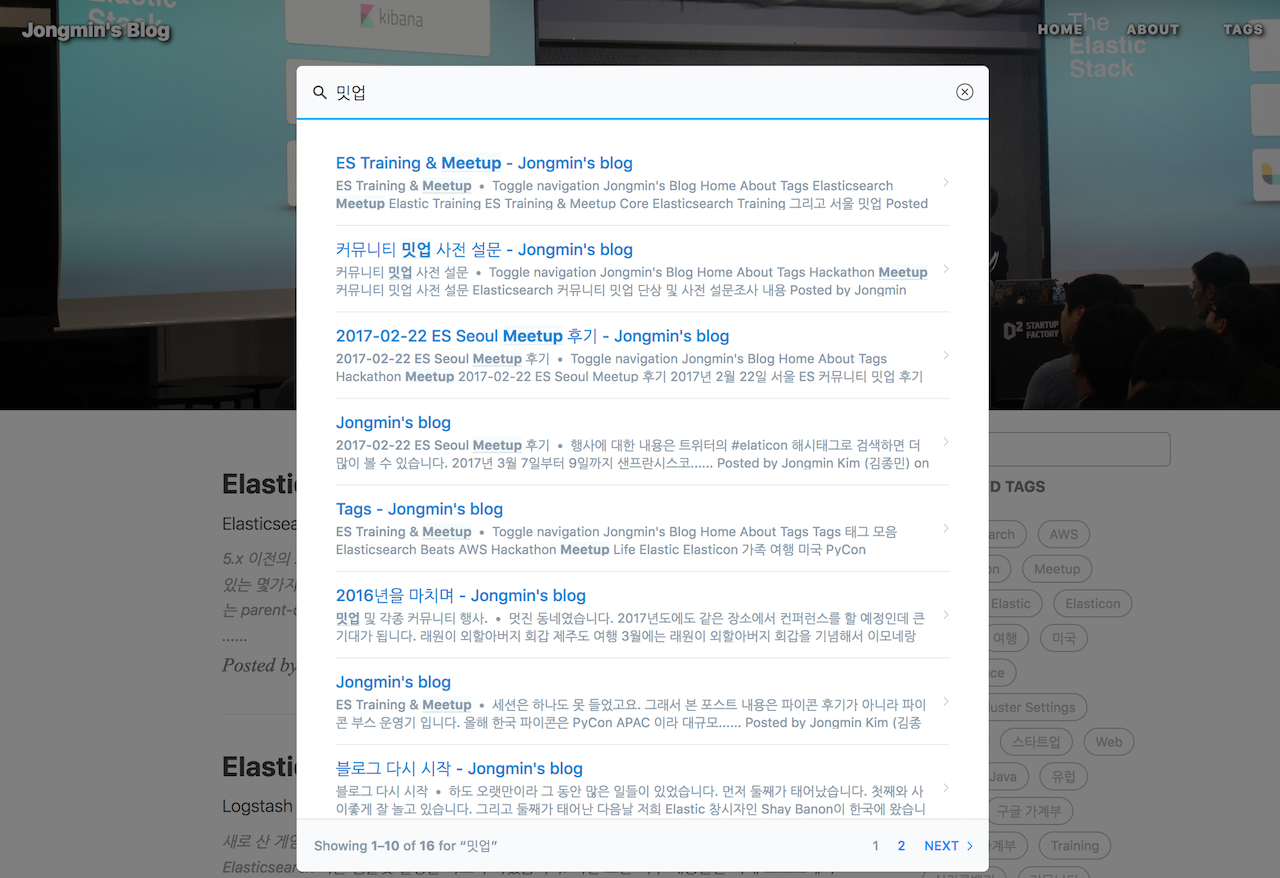 Elastic
Stack
kibana
The
Elastic
Stack
Jongmin's Blog
HOME ABOUT TAGS
밋업
ES Training & Meetup - Jongmin's blog
ES Training & Meetup • Toggle navigation Jongmin's Blog Home About Tags Elasticsearch
Meetup Elastic Training ES Training & Meetup Core Elasticsearch Training 그리고 서울 밋업 Posted
커뮤니티 밋업 사전 설문 - Jongmin's blog
커뮤니티 밋업 사전 설문 • Toggle navigation Jongmin's Blog Home About Tags Hackathon Meetup
커뮤니티 밋업 사전 설문 Elasticsearch 커뮤니티 밋업 단상 및 사전 설문조사 내용 Posted by Jongmin
2017-02-22 ES Seoul Meetup 후기 - Jongmin's blog
2017-02-22 ES Seoul Meetup 후기 • Toggle navigation Jongmin's Blog Home About Tags
Hackathon Meetup 2017-02-22 ES Seoul Meetup 후기 2017년 2월 22일 서울 ES 커뮤니티 밋업 후기
D2 STARTUP
FACTORY
Jongmin's blog
2017-02-22 ES Seoul Meetup 후기 • 행사에 대한 내용은 트위터의 #elaticon 해시태그로 검색하면 더
많이 볼 수 있습니다. 2017년 3월 7일부터 9일까지 샌프란시스코...... Posted by Jongmin Kim (김종민) on
Tags - Jongmin's blog
ES Training & Meetup • Toggle navigation Jongmin's Blog Home About Tags Tags 태그 모음
Elasticsearch Beats AWS Hackathon Meetup Life Elastic Elasticon 가족 여행 미국 PyCon
2016년을 마치며 - Jongmin's blog
밋업 및 각종 커뮤니티 행사. • 멋진 동네였습니다. 2017년도에도 같은 장소에서 컨퍼런스를 할 예정인데 큰
기대가 됩니다. 래원이 외할아버지 회갑 제주도 여행 3월에는 래원이 외할아버지 회갑을 기념해서 이모네랑
Jongmin's blog
ES Training & Meetup • 세션은 하나도 못 들었고요. 그래서 본 포스트 내용은 파이콘 후기가 아니라 파이
콘 부스 운영기 입니다. 올해 한국 파이콘은 PyCon APAC 이라 대규모...... Posted by Jongmin Kim (김종
블로그 다시 시작 - Jongmin's blog
블로그 다시 시작 • 하도 오랫만이라 그 동안 많은 일들이 있었습니다. 먼저 둘째가 태어났습니다. 첫째와 사
이좋게 잘 놀고 있습니다. 그리고 둘째가 태어난 다음날 저희 Elastic 창시자인 Shay Banon이 한국에 왔습니
Showing 1–10 of 16 for “밋업”
1 2 NEXT
Elasti
Elasticsea
5.x 이전의
있는 몇가지
는 parent-c
......
Posted by
Elasti
Logstash
새로 산 게임
Elasticsea
D TAGS
arch AWS
on Meetup
Elastic Elasticon
여행 미국
ce
luster Settings
스타트업 Web
Java 유럽
구글 가계부
계부 Training